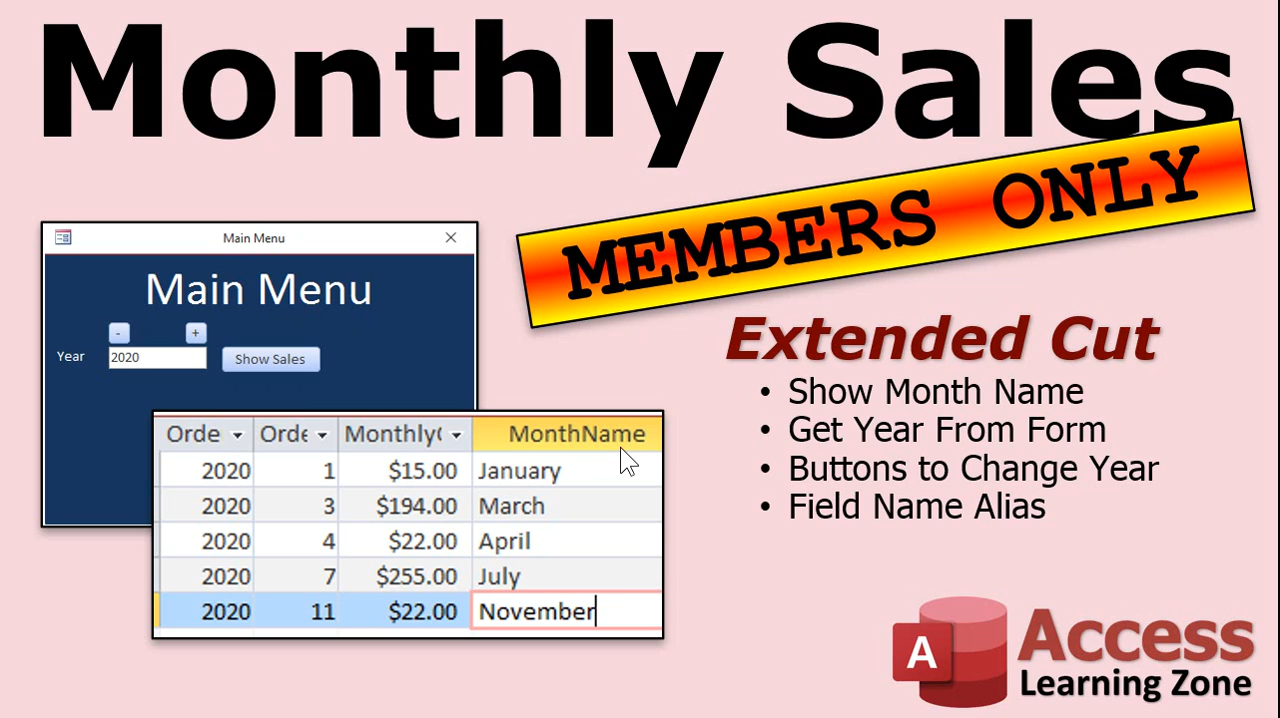 Monthly Sales
MEMBERS ONLY
Main Menu
Main Menu
- +
Year 2020 Show Sales
Orde Orde Monthly( MonthName
2020 1 $15.00 January
2020 3 $194.00 March
2020 4 $22.00 April
2020 7 $255.00 July
2020 11 $22.00 November
Extended Cut
• Show Month Name
• Get Year From Form
• Buttons to Change Year
• Field Name Alias
A Access
Learning Zone